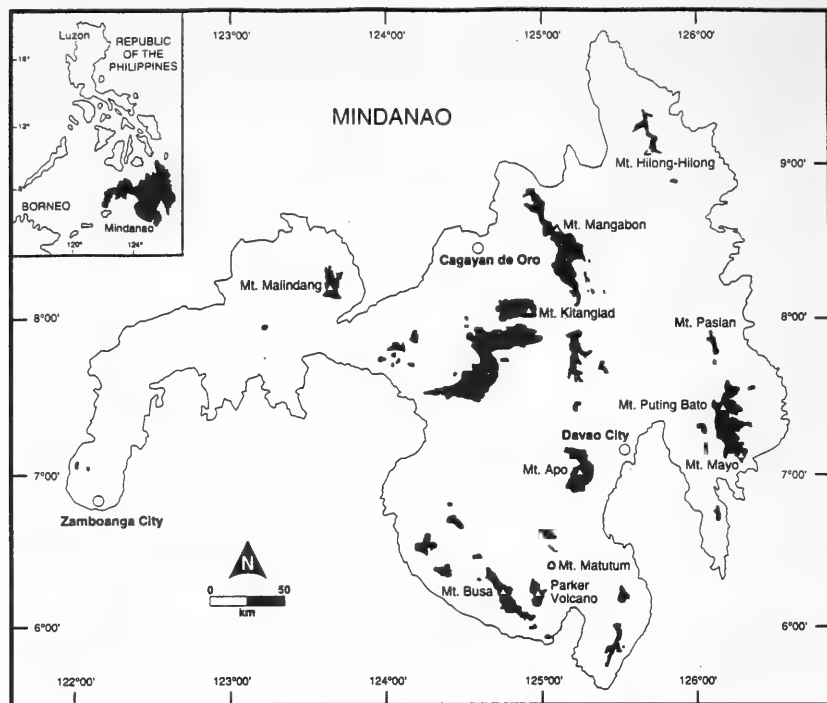 123°00'
124°00'
125°00'
126°00'
Luzon
REPUBLIC
OF THE
PHILIPPINES
16°
12°
8°
BORNEO
Mindanao
120°
124°
MINDANAO
Mt. Hilong-Hilong
9°00'
Mt. Mangabon
Cagayan de Oro
Mt. Malindang
8°00'
Mt. Kitanglad
Mt. Pasian
8°00'
Mt. Puting Bato
Davao City
7°00'
Mt. Apo
Mt. Mayo
7°00'
Zamboanga City
N
0
50
km
Mt. Matutum
Mt. Busa
Parker
Volcano
6°00'
6°00'
122°00'
123°00'
124°00'
125°00'
126°00'